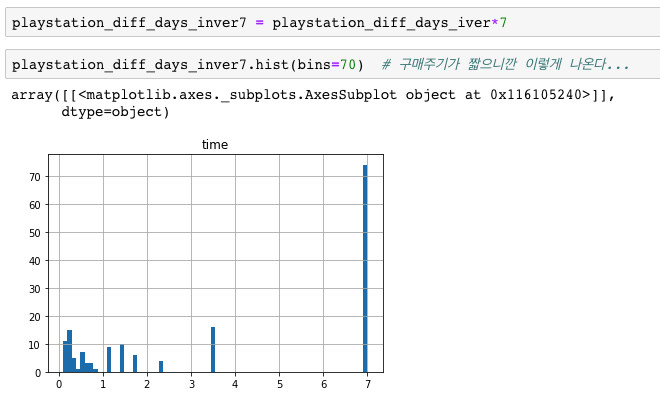 playstation_diff_days_inver7 = playstation_diff_days_iver*7
playstation_diff_days_inver7.hist(bins=70)  # 구매주기가 짧으니깐 이렇게 나온다...
array([[<matplotlib.axes._subplots.AxesSubplot object at 0x116105240>]],
      dtype=object)
time
70
60
50
40
30
20
10
0
0 1 2 3 4 5 6 7